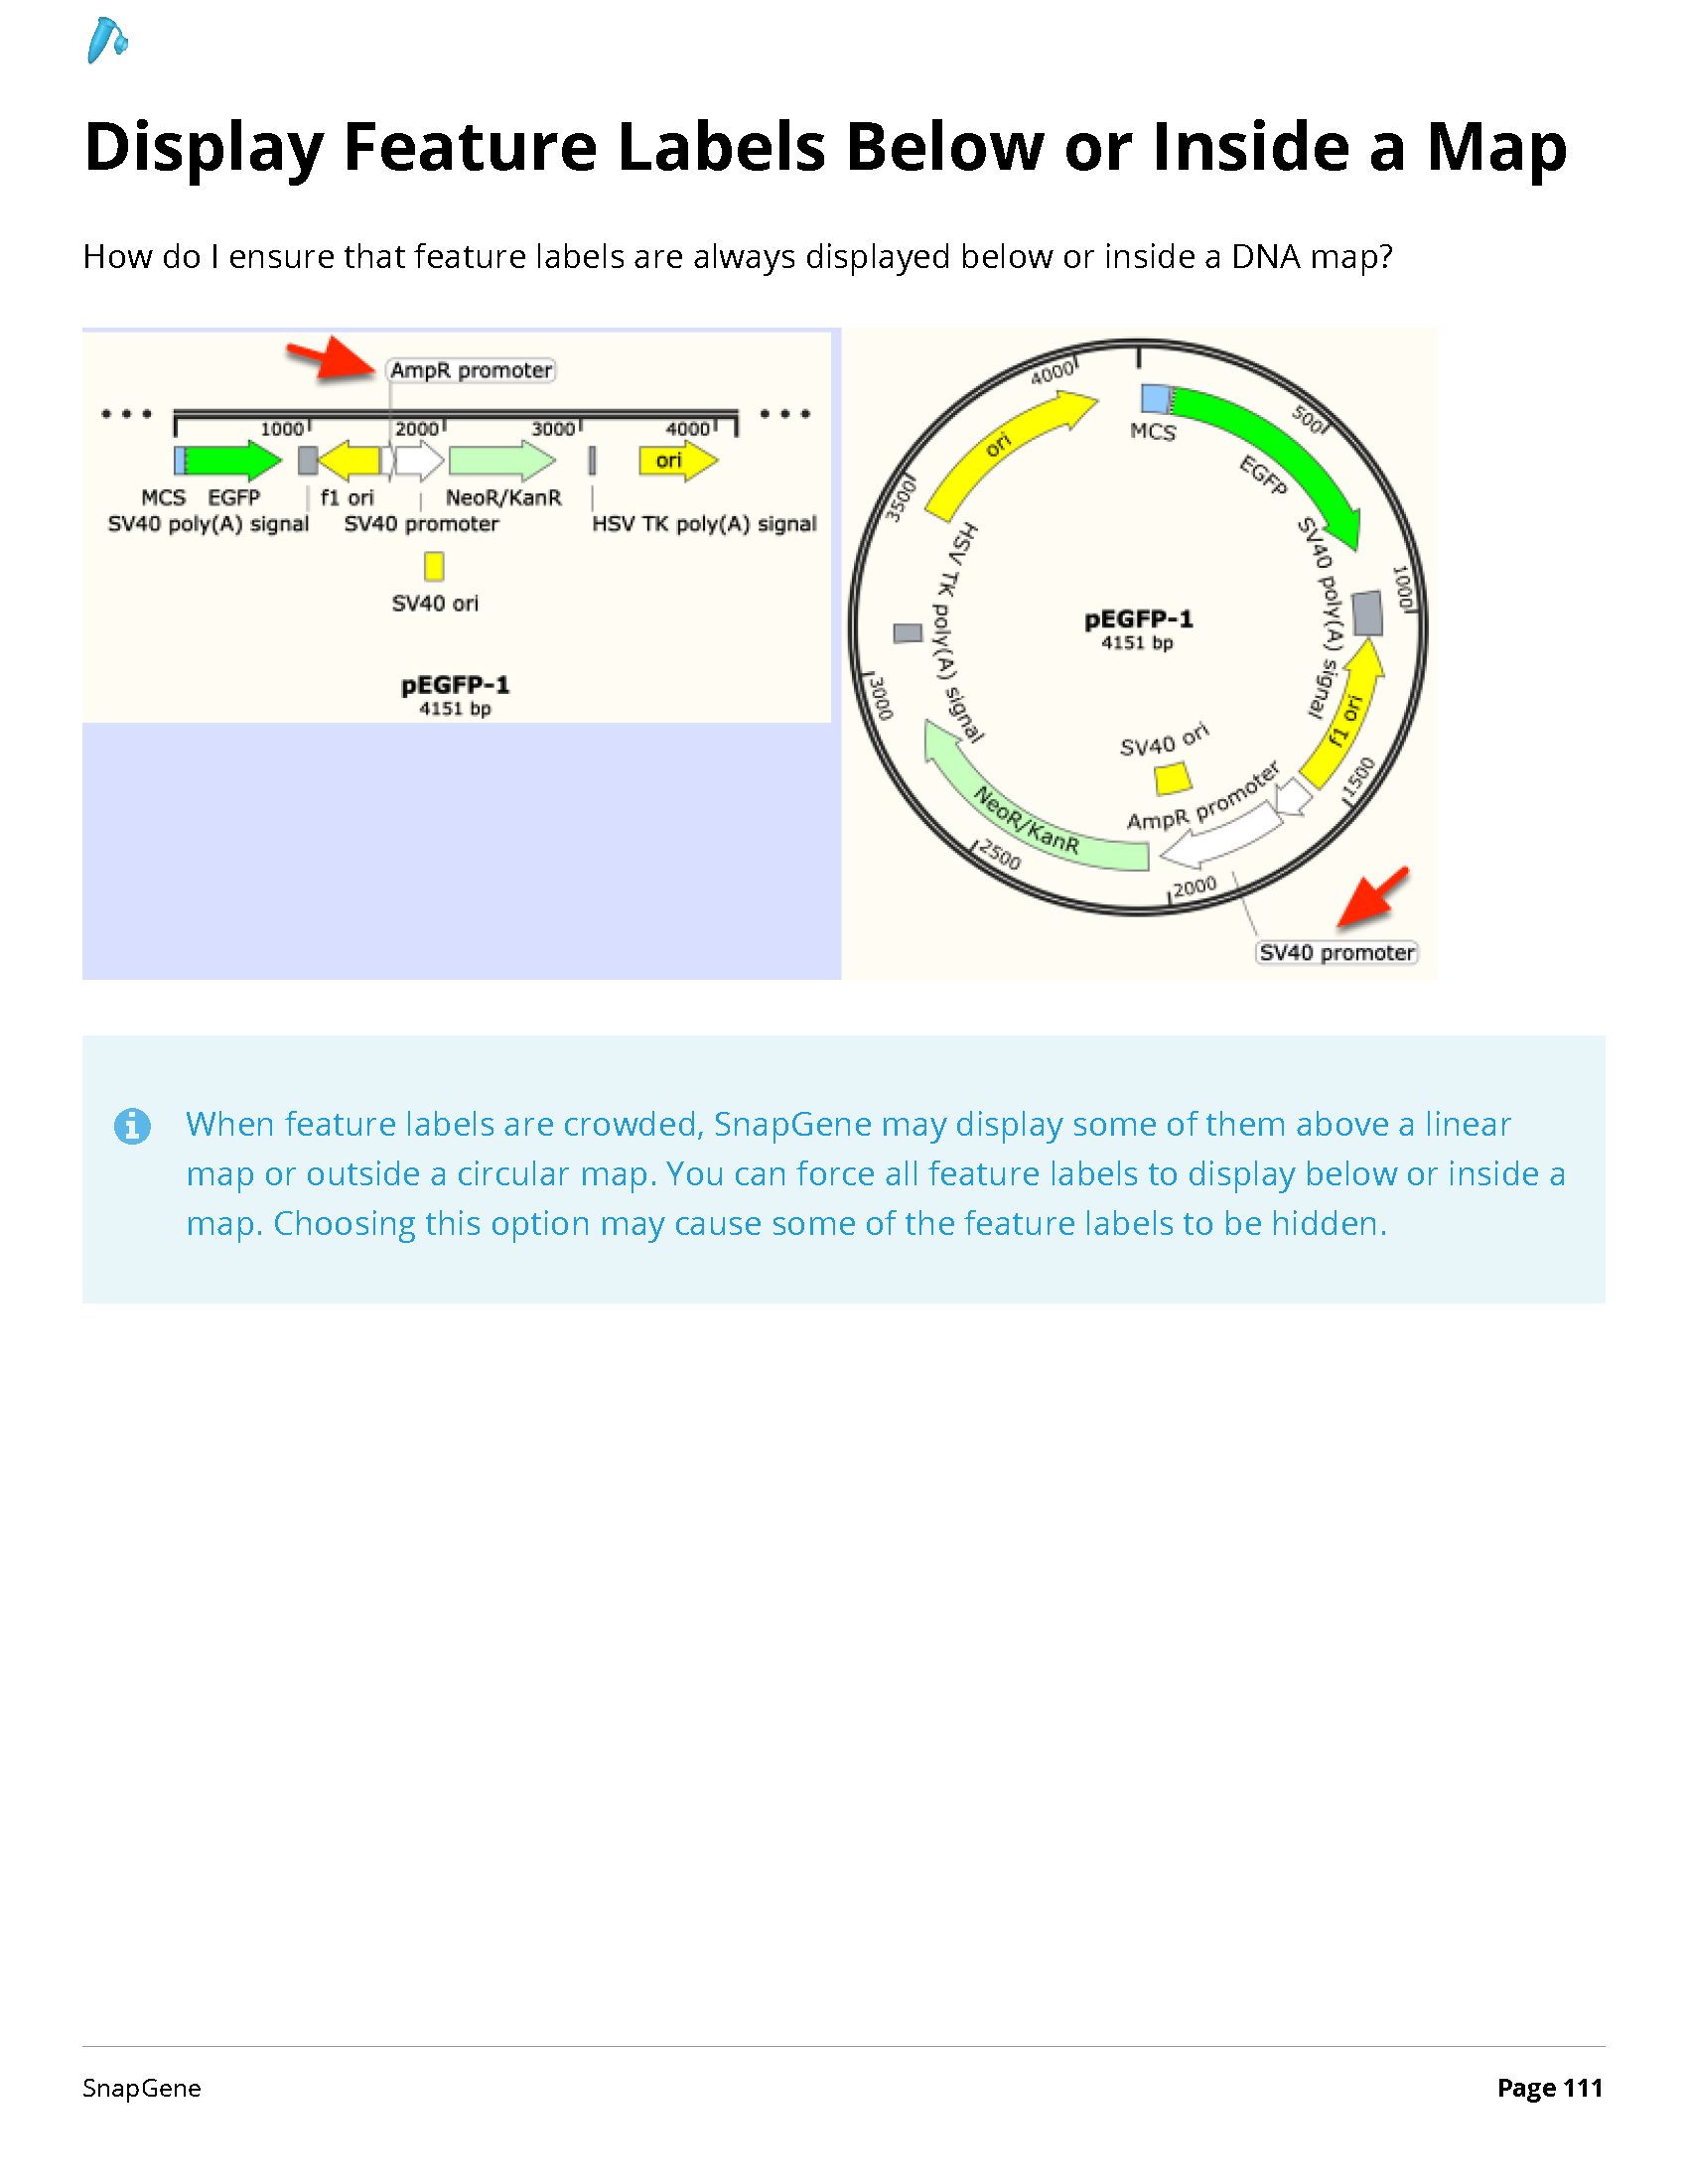 Display Feature Labels Below or Inside a Map
How do I ensure that feature labels are always displayed below or inside a DNA map?
AmpR promoter
1000 2000 3000 4000
ori
MCS EGFP f1 ori NeoR/KanR
SV40 poly(A) signal SV40 promoter HSV TK poly(A) signal
SV40 ori
pEGFP-1
4151 bp
4000
500
MCS
ori
EGFP
3500
HSV TK poly(A) signal
SV40 poly(A) signal
1000
pEGFP-1
4151 bp
3000
f1 ori
SV40 ori
1500
AmpR promoter
NeoR/KanR
2500
2000
SV40 promoter
When feature labels are crowded, SnapGene may display some of them above a linear
map or outside a circular map. You can force all feature labels to display below or inside a
map. Choosing this option may cause some of the feature labels to be hidden.
SnapGene Page 111